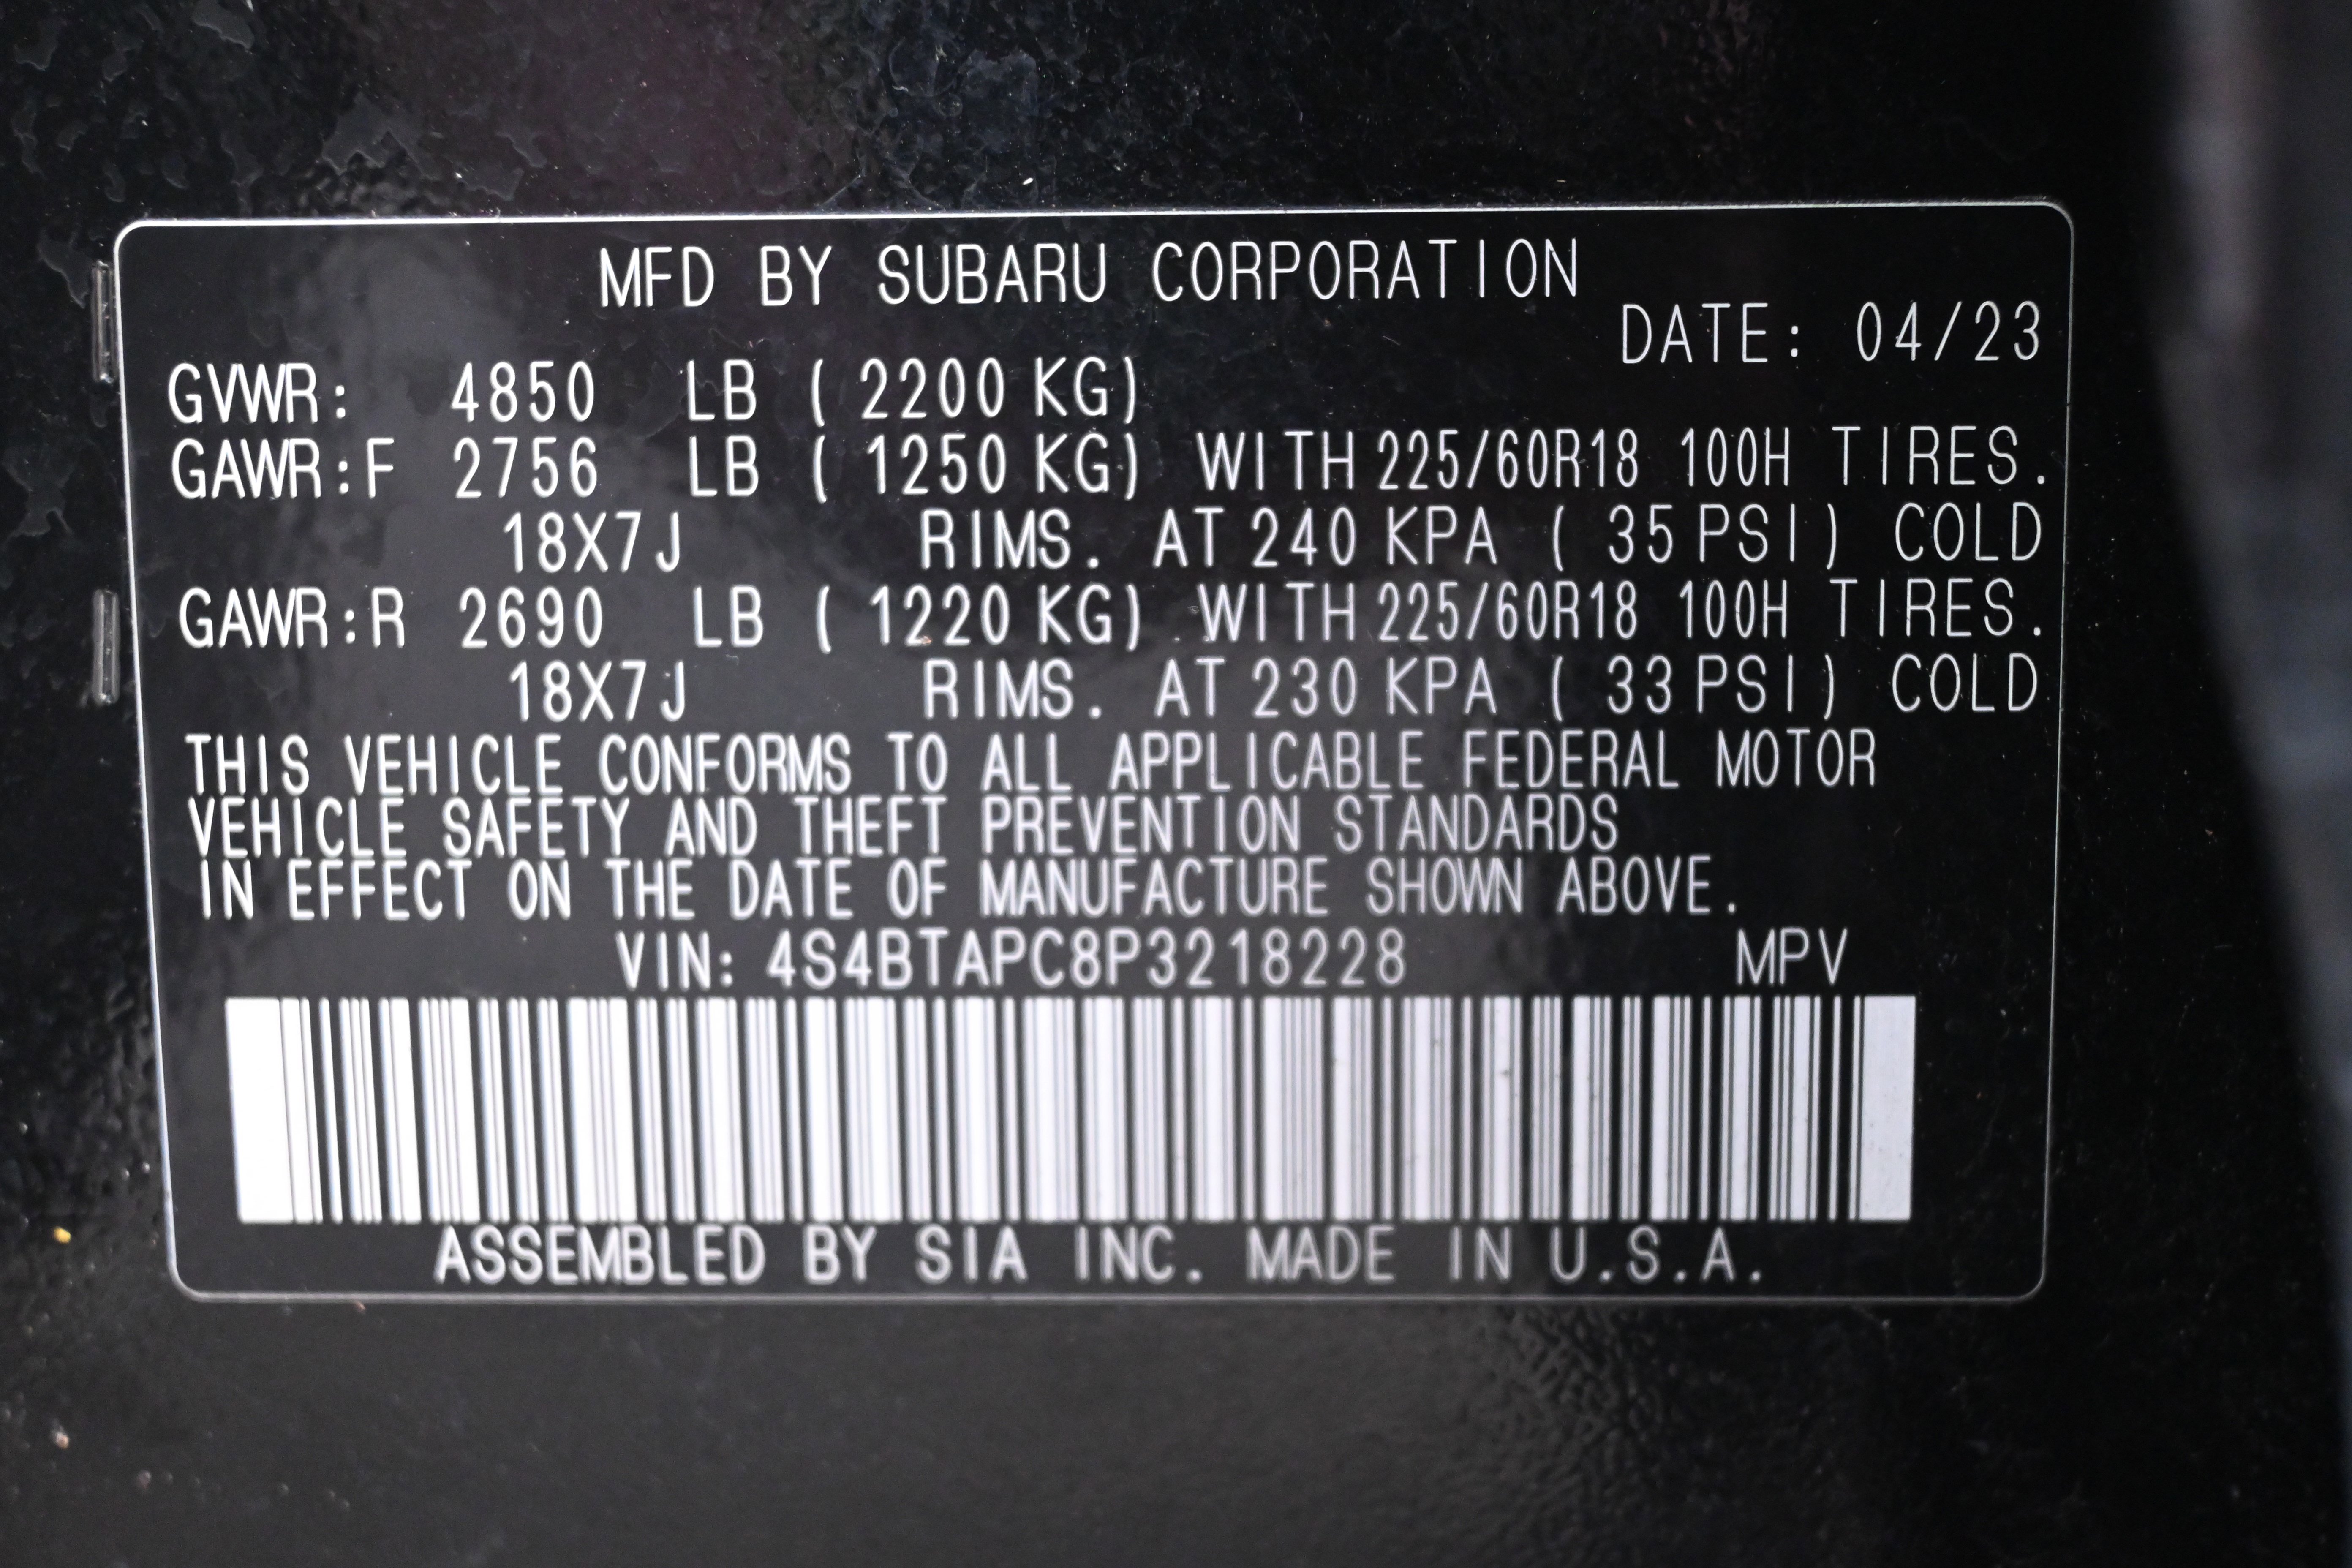 MFD BY SUBARU CORPORATION
DATE: 04/23
GVWR: 4850 LB ( 2200 KG)
GAWR:F 2756 LB ( 1250 KG) WITH 225/60R18 100H TIRES.
18X7J RIMS. AT 240 KPA ( 35 PSI) COLD
GAWR:R 2690 LB ( 1220 KG) WITH 225/60R18 100H TIRES.
18X7J RIMS. AT 230 KPA ( 33 PSI) COLD
THIS VEHICLE CONFORMS TO ALL APPLICABLE FEDERAL MOTOR
VEHICLE SAFETY AND THEFT PREVENTION STANDARDS
IN EFFECT ON THE DATE OF MANUFACTURE SHOWN ABOVE.
VIN: 4S4BTAPC8P3218228 MPV
ASSEMBLED BY SIA INC. MADE IN U.S.A.